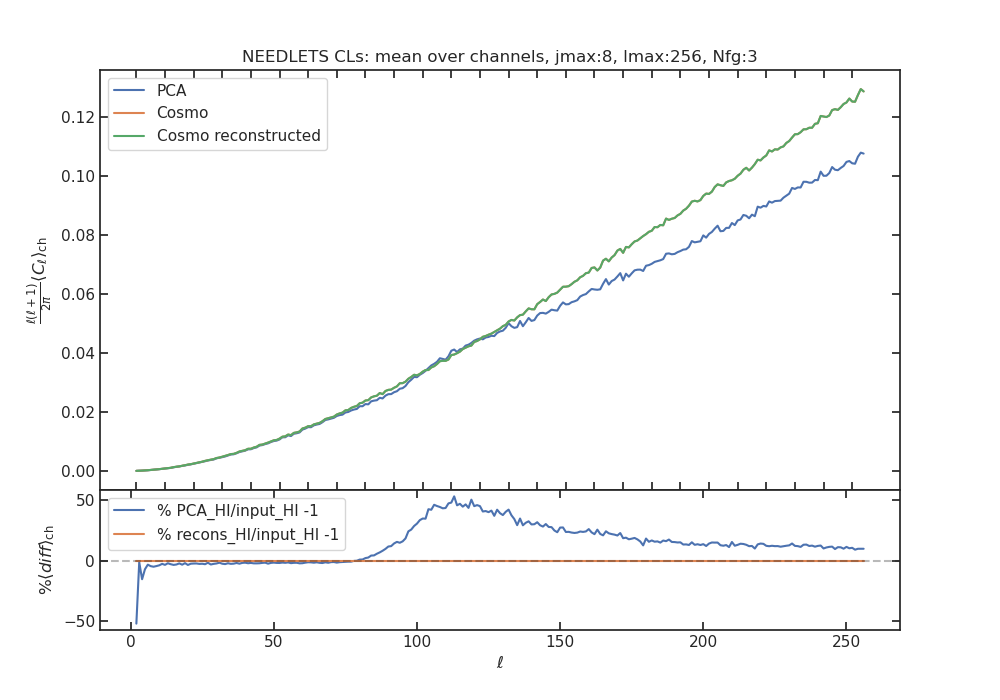 NEEDLETS CLs: mean over channels, jmax:8, lmax:256, Nfg:3
PCA
Cosmo
Cosmo reconstructed
0.12
0.10
0.08
0.06
0.04
0.02
0.00
ℓ(ℓ+1)/2π ⟨Cℓ⟩ch
% PCA_HI/input_HI -1
% recons_HI/input_HI -1
50
0
−50
%⟨diff⟩ch
0 50 100 150 200 250
ℓ